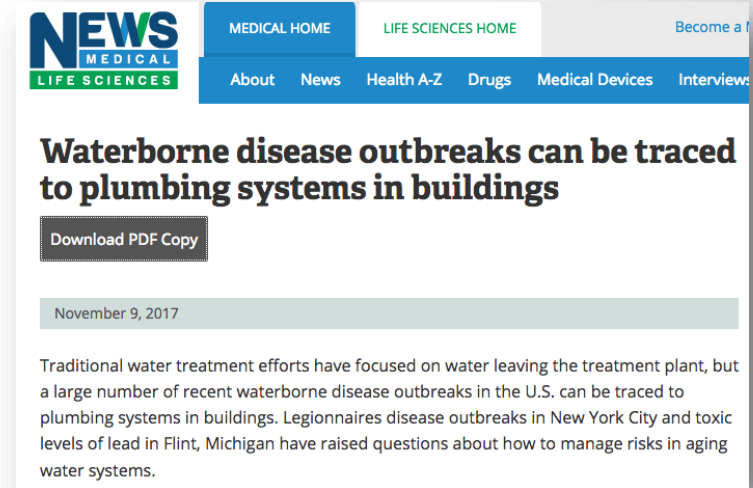 NEWS
MEDICAL
LIFE SCIENCES
MEDICAL HOME
LIFE SCIENCES HOME
Become a
About News Health A-Z Drugs Medical Devices Interviews
Waterborne disease outbreaks can be traced
to plumbing systems in buildings
Download PDF Copy
November 9, 2017
Traditional water treatment efforts have focused on water leaving the treatment plant, but
a large number of recent waterborne disease outbreaks in the U.S. can be traced to
plumbing systems in buildings. Legionnaires disease outbreaks in New York City and toxic
levels of lead in Flint, Michigan have raised questions about how to manage risks in aging
water systems.